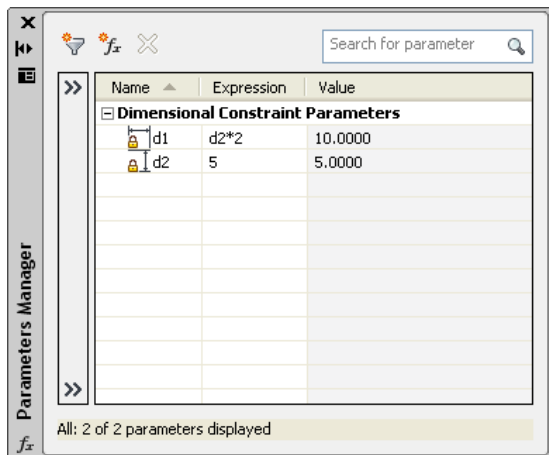 Search for parameter
Name Expression Value
Dimensional Constraint Parameters
d1 d2*2 10.0000
d2 5 5.0000
All: 2 of 2 parameters displayed
Parameters Manager